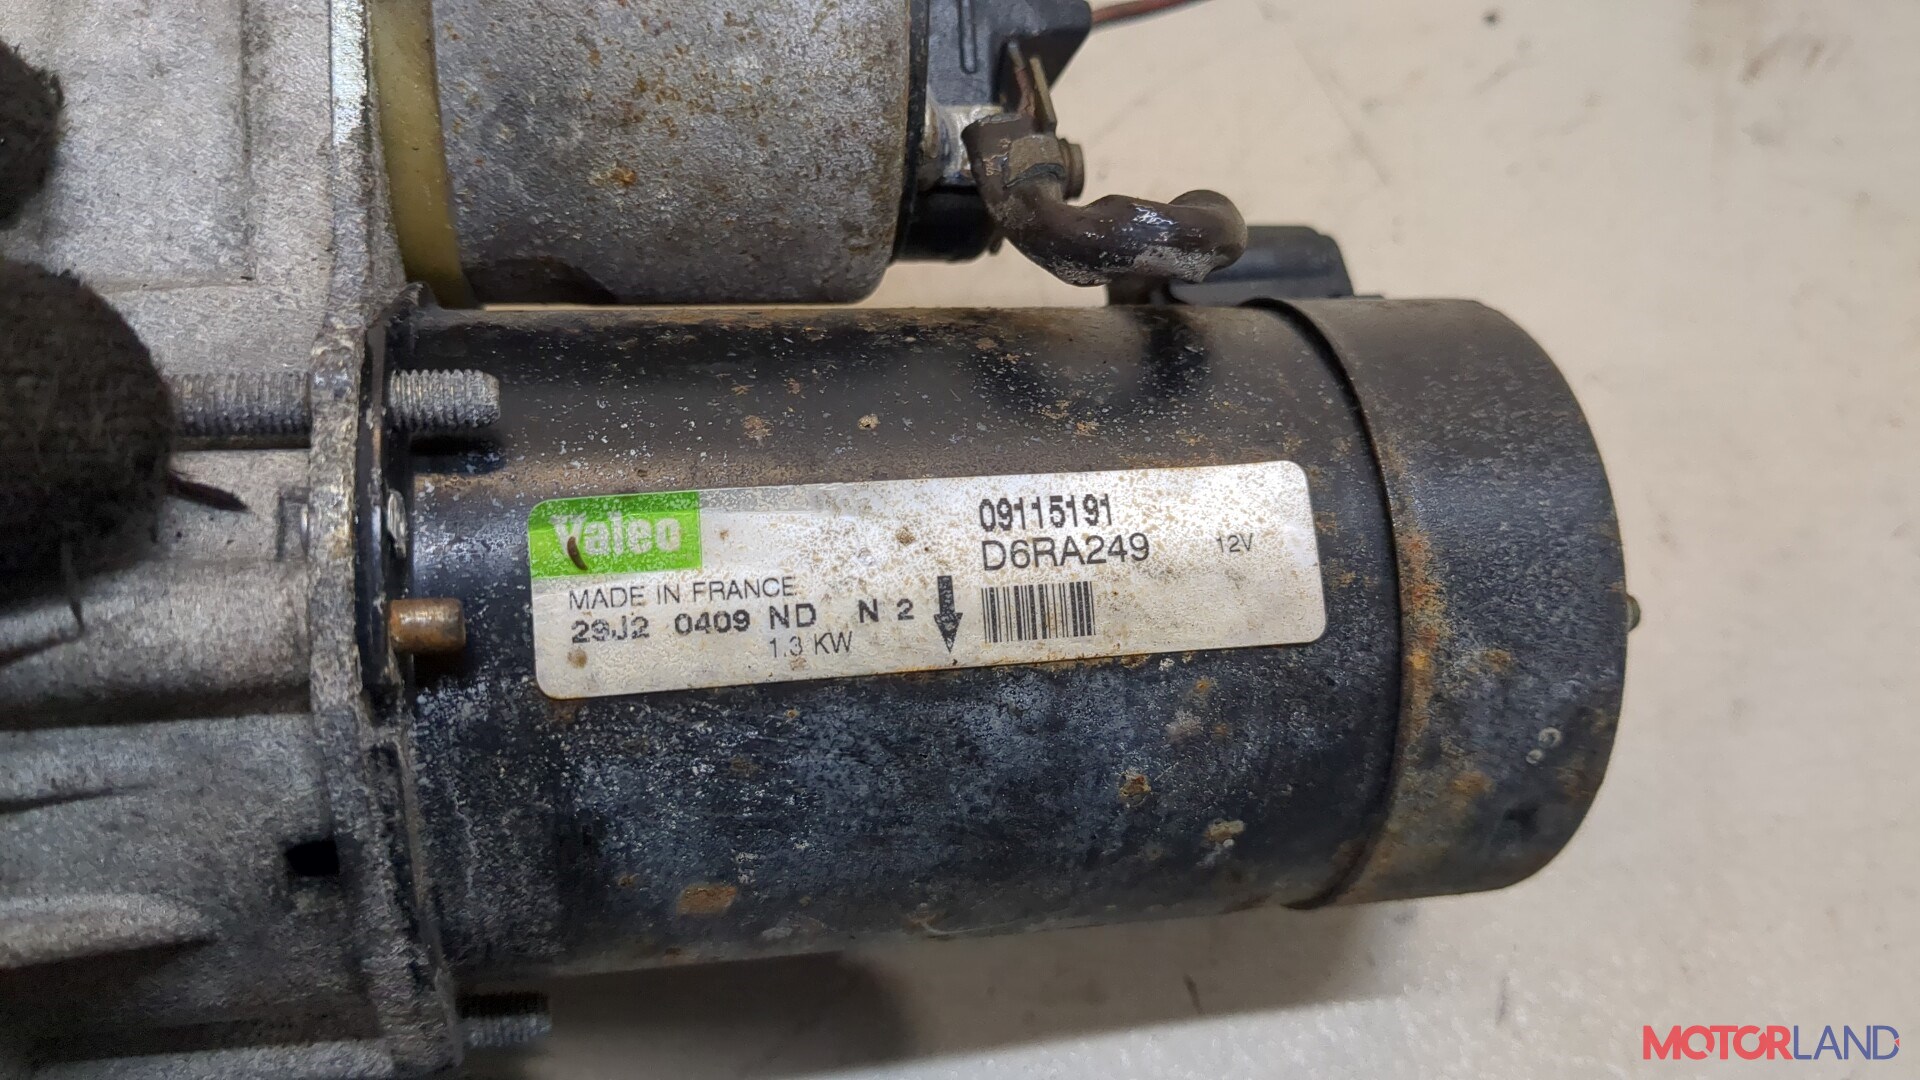 Valeo
09115191
D6RA249 12V
MADE IN FRANCE
29J2 0409 ND N 2
1.3 KW
MOTORLAND